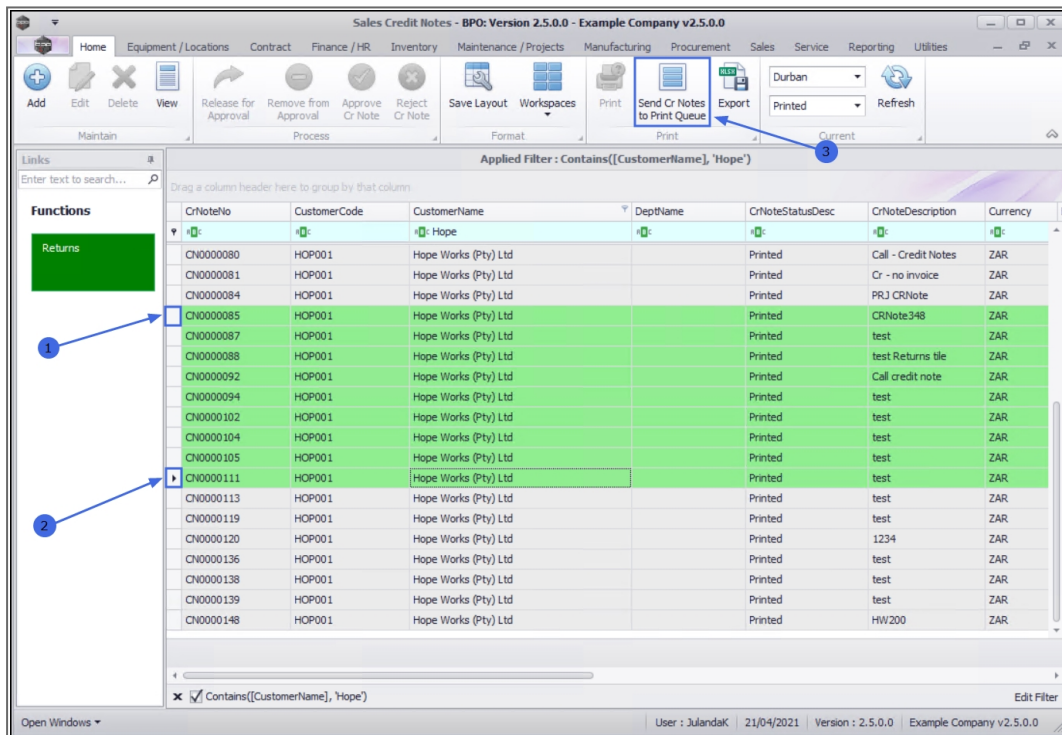 Sales Credit Notes - BPO: Version 2.5.0.0 - Example Company v2.5.0.0
Home Equipment / Locations Contract Finance / HR Inventory Maintenance / Projects Manufacturing Procurement Sales Service Reporting Utilities
Add Edit Delete View Release for Approval Remove from Approval Approve Cr Note Reject Cr Note Save Layout Workspaces Print Send Cr Notes to Print Queue Export Durban Printed Refresh
Maintain Process Format Print Current
Links
Enter text to search...
Functions
Returns
Applied Filter : Contains([CustomerName], 'Hope')
3
Drag a column header here to group by that column
CrNoteNo CustomerCode CustomerName DeptName CrNoteStatusDesc CrNoteDescription Currency
Hope
CN0000080 HOP001 Hope Works (Pty) Ltd Printed Call - Credit Notes ZAR
CN0000081 HOP001 Hope Works (Pty) Ltd Printed Cr - no invoice ZAR
CN0000084 HOP001 Hope Works (Pty) Ltd Printed PRJ CRNote ZAR
CN0000085 HOP001 Hope Works (Pty) Ltd Printed CRNote348 ZAR
1
CN0000087 HOP001 Hope Works (Pty) Ltd Printed test ZAR
CN0000088 HOP001 Hope Works (Pty) Ltd Printed test Returns tile ZAR
CN0000092 HOP001 Hope Works (Pty) Ltd Printed Call credit note ZAR
CN0000094 HOP001 Hope Works (Pty) Ltd Printed test ZAR
CN0000102 HOP001 Hope Works (Pty) Ltd Printed test ZAR
CN0000104 HOP001 Hope Works (Pty) Ltd Printed test ZAR
CN0000105 HOP001 Hope Works (Pty) Ltd Printed test ZAR
CN0000111 HOP001 Hope Works (Pty) Ltd Printed test ZAR
2
CN0000113 HOP001 Hope Works (Pty) Ltd Printed test ZAR
CN0000119 HOP001 Hope Works (Pty) Ltd Printed test ZAR
CN0000120 HOP001 Hope Works (Pty) Ltd Printed 1234 ZAR
CN0000136 HOP001 Hope Works (Pty) Ltd Printed test ZAR
CN0000138 HOP001 Hope Works (Pty) Ltd Printed test ZAR
CN0000139 HOP001 Hope Works (Pty) Ltd Printed test ZAR
CN0000148 HOP001 Hope Works (Pty) Ltd Printed HW200 ZAR
Contains([CustomerName], 'Hope') Edit Filter
Open Windows User : JulandaK 21/04/2021 Version : 2.5.0.0 Example Company v2.5.0.0